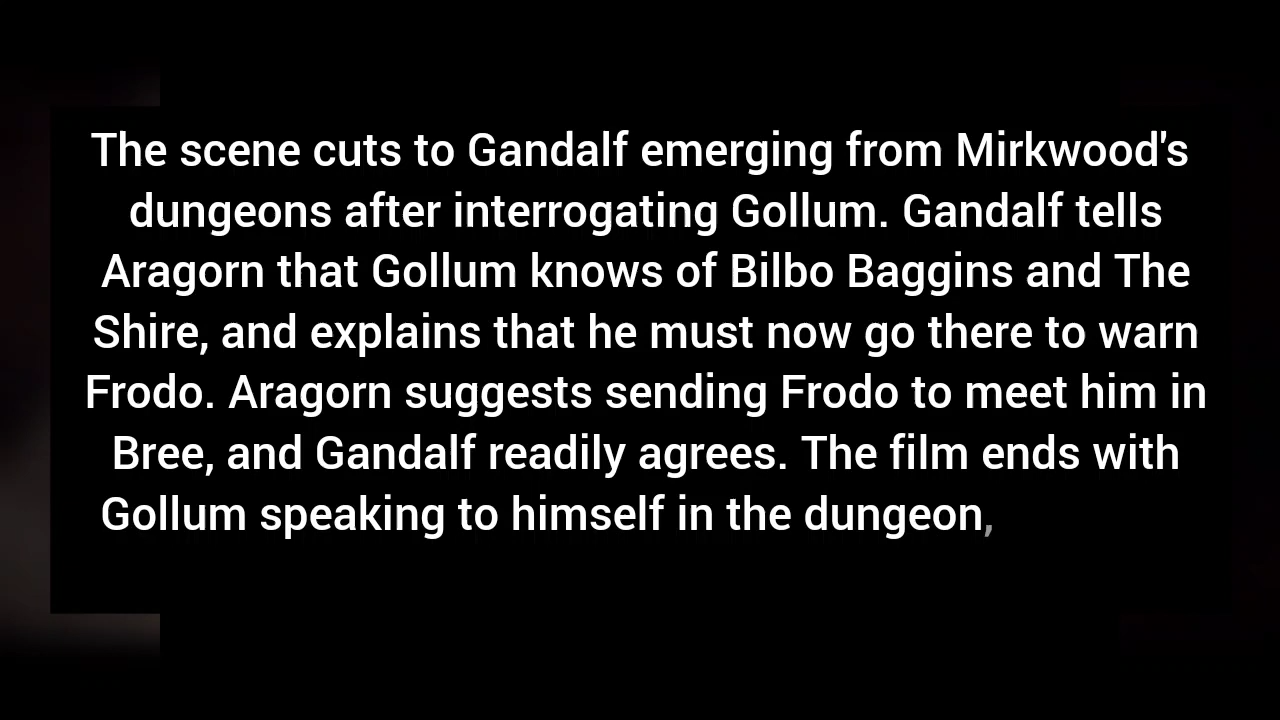 The scene cuts to Gandalf emerging from Mirkwood's
dungeons after interrogating Gollum. Gandalf tells
Aragorn that Gollum knows of Bilbo Baggins and The
Shire, and explains that he must now go there to warn
Frodo. Aragorn suggests sending Frodo to meet him in
Bree, and Gandalf readily agrees. The film ends with
Gollum speaking to himself in the dungeon,